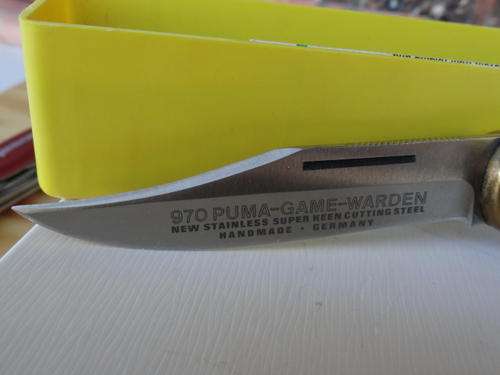 970 PUMA-GAME-WARDEN
NEW STAINLESS SUPER KEEN CUTTING STEEL
HANDMADE · GERMANY